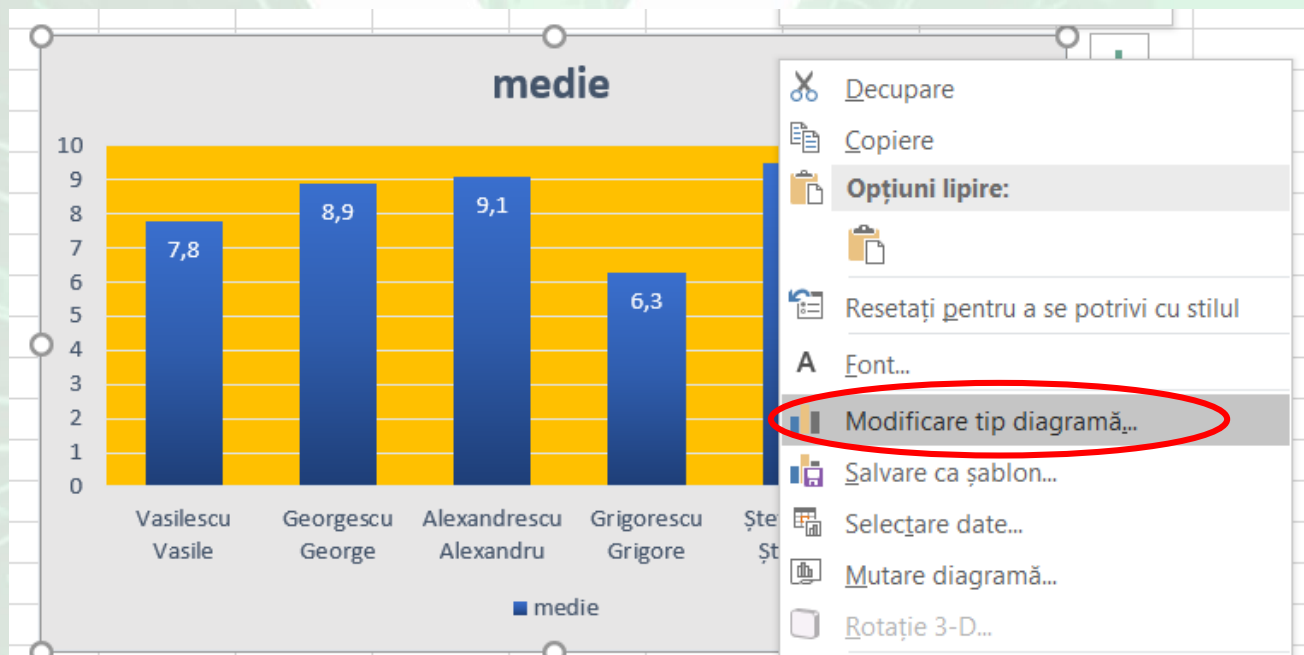 medie
10
9
8
7
6
5
4
3
2
1
0
7,8
8,9
9,1
6,3
Vasilescu Georgescu Alexandrescu Grigorescu
Vasile George Alexandru Grigore
medie
Decupare
Copiere
Opțiuni lipire:
Resetați pentru a se potrivi cu stilul
A Font...
Modificare tip diagramă...
Salvare ca șablon...
Selectare date...
Mutare diagramă...
Rotație 3-D...